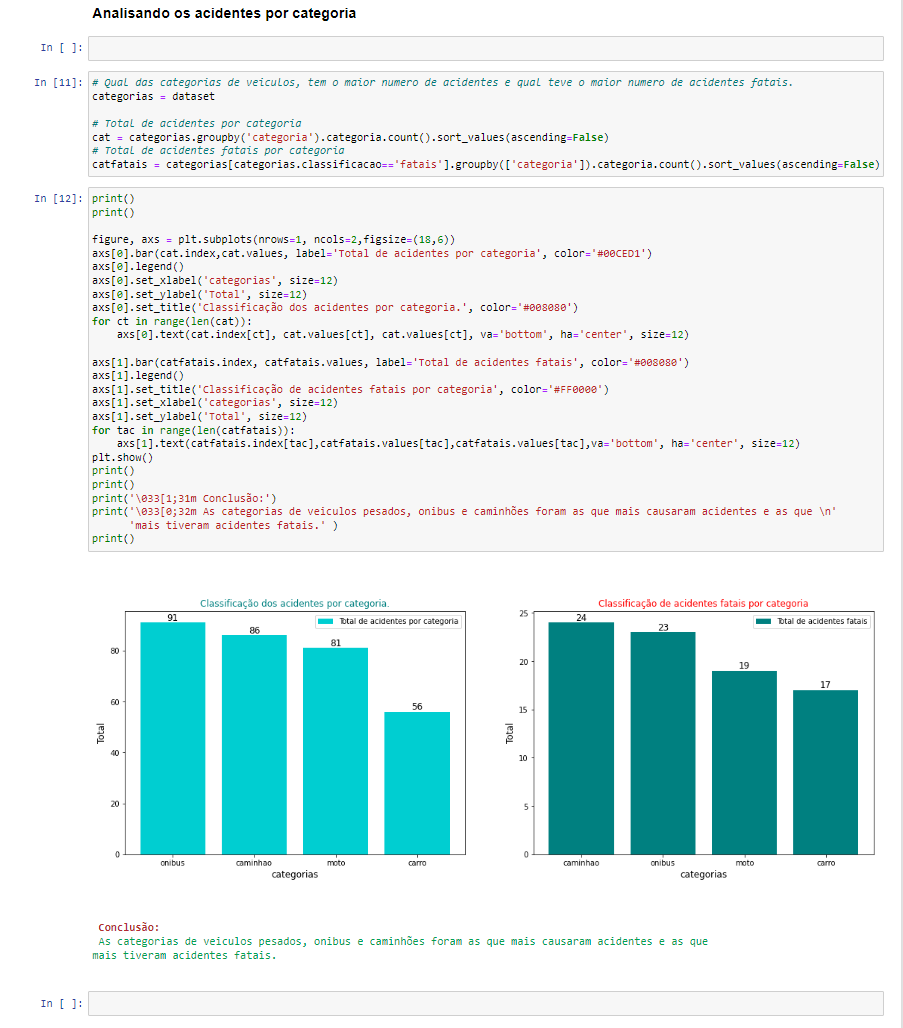 Analisando os acidentes por categoria
In [ ]:
In [11]: # Qual das categorias de veiculos, tem o maior numero de acidentes e qual teve o maior numero de acidentes fatais.
categorias = dataset
# Total de acidentes por categoria
cat = categorias.groupby('categoria').categoria.count().sort_values(ascending=False)
# Total de acidentes fatais por categoria
catfatais = categorias[categorias.classificacao=='fatais'].groupby(['categoria']).categoria.count().sort_values(ascending=False)
In [12]: print()
print()
figure, axs = plt.subplots(nrows=1, ncols=2,figsize=(18,6))
axs[0].bar(cat.index,cat.values, label='Total de acidentes por categoria', color='#00CED1')
axs[0].legend()
axs[0].set_xlabel('categorias', size=12)
axs[0].set_ylabel('Total', size=12)
axs[0].set_title('Classificação dos acidentes por categoria.', color='#008080')
for ct in range(len(cat)):
    axs[0].text(cat.index[ct], cat.values[ct], cat.values[ct], va='bottom', ha='center', size=12)
axs[1].bar(catfatais.index, catfatais.values, label='Total de acidentes fatais', color='#008080')
axs[1].legend()
axs[1].set_title('Classificação de acidentes fatais por categoria', color='#FF0000')
axs[1].set_xlabel('categorias', size=12)
axs[1].set_ylabel('Total', size=12)
for tac in range(len(catfatais)):
    axs[1].text(catfatais.index[tac],catfatais.values[tac],catfatais.values[tac],va='bottom', ha='center', size=12)
plt.show()
print()
print()
print('\033[1;31m Conclusão:')
print('\033[0;32m As categorias de veiculos pesados, onibus e caminhões foram as que mais causaram acidentes e as que \n'
      'mais tiveram acidentes fatais.' )
print()
Classificação dos acidentes por categoria.
Total de acidentes por categoria
91
86
81
56
80
60
40
20
0
Total
onibus caminhao moto carro
categorias
Classificação de acidentes fatais por categoria
Total de acidentes fatais
24
23
19
17
25
20
15
10
5
0
Total
caminhao onibus moto carro
categorias
Conclusão:
As categorias de veiculos pesados, onibus e caminhões foram as que mais causaram acidentes e as que
mais tiveram acidentes fatais.
In [ ]: